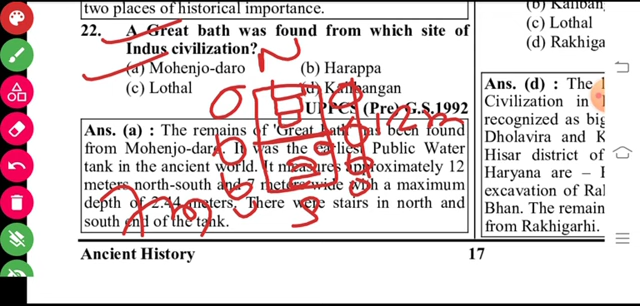 two places of historical importance.
22. A Great bath was found from which site of
Indus civilization?
(a) Mohenjo-daro (b) Harappa
(c) Lothal (d) Kalibangan
UPPCS (Pre) G.S.1992
Ans. (a) : The remains of 'Great bath' has been found
from Mohenjo-daro. It was the earliest Public Water
tank in the ancient world. It measures approximately 12
meters north-south and 7 meters wide with a maximum
depth of 2.44 meters. There were stairs in north and
south end of the tank.
Ancient History 17
(b) Kaliban
(c) Lothal
(d) Rakhiga
Ans. (d) : The
Civilization in
recognized as big
Dholavira and K
Hisar district of
Haryana are –
excavation of Ra
Bhan. The remain
from Rakhigarhi.
N
12 m
7m
S